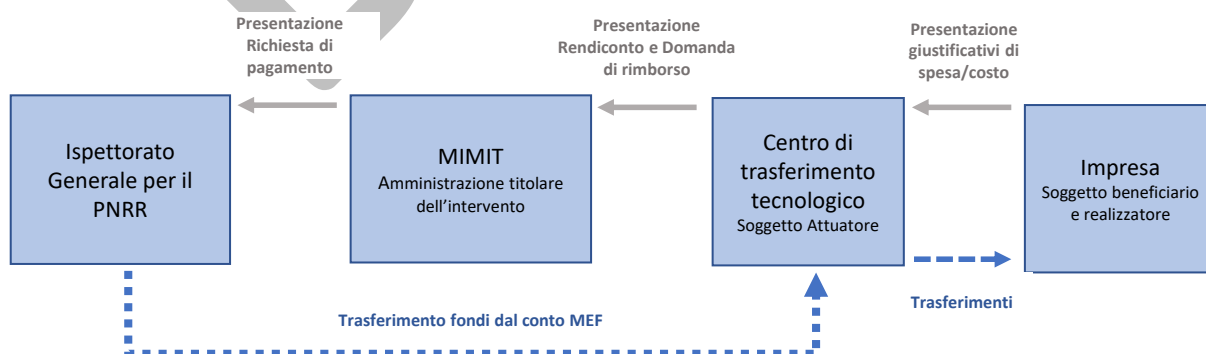 Presentazione
Richiesta di
pagamento
Presentazione
Rendiconto e Domanda
di rimborso
Presentazione
giustificativi di
spesa/costo
Ispettorato
Generale per il
PNRR
MIMIT
Amministrazione titolare
dell’intervento
Centro di
trasferimento
tecnologico
Soggetto Attuatore
Impresa
Soggetto beneficiario
e realizzatore
Trasferimento fondi dal conto MEF
Trasferimenti